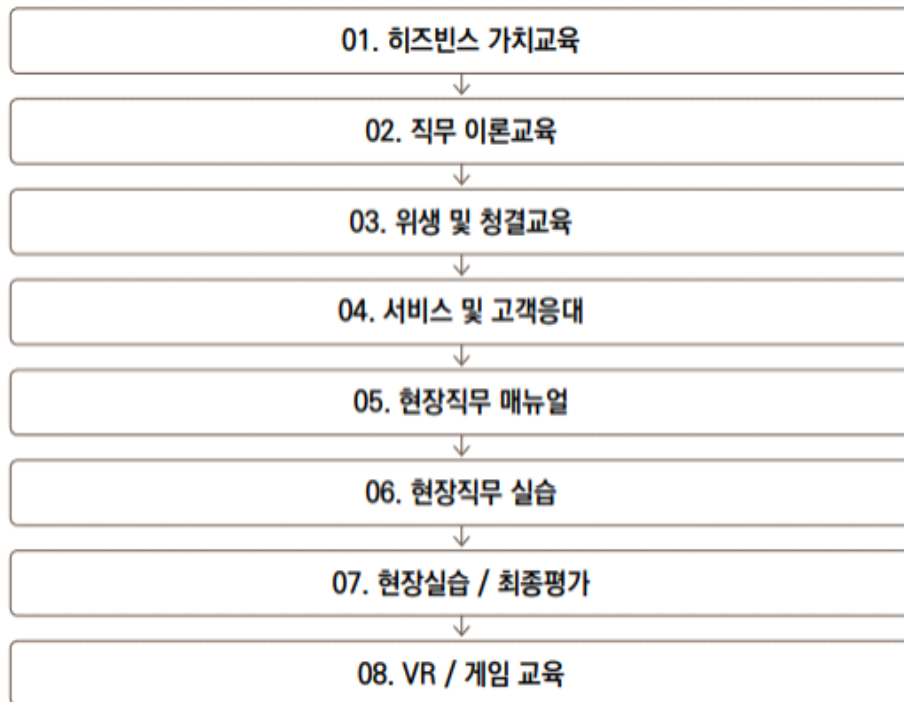 01. 히즈빈스 가치교육
02. 직무 이론교육
03. 위생 및 청결교육
04. 서비스 및 고객응대
05. 현장직무 매뉴얼
06. 현장직무 실습
07. 현장실습 / 최종평가
08. VR / 게임 교육